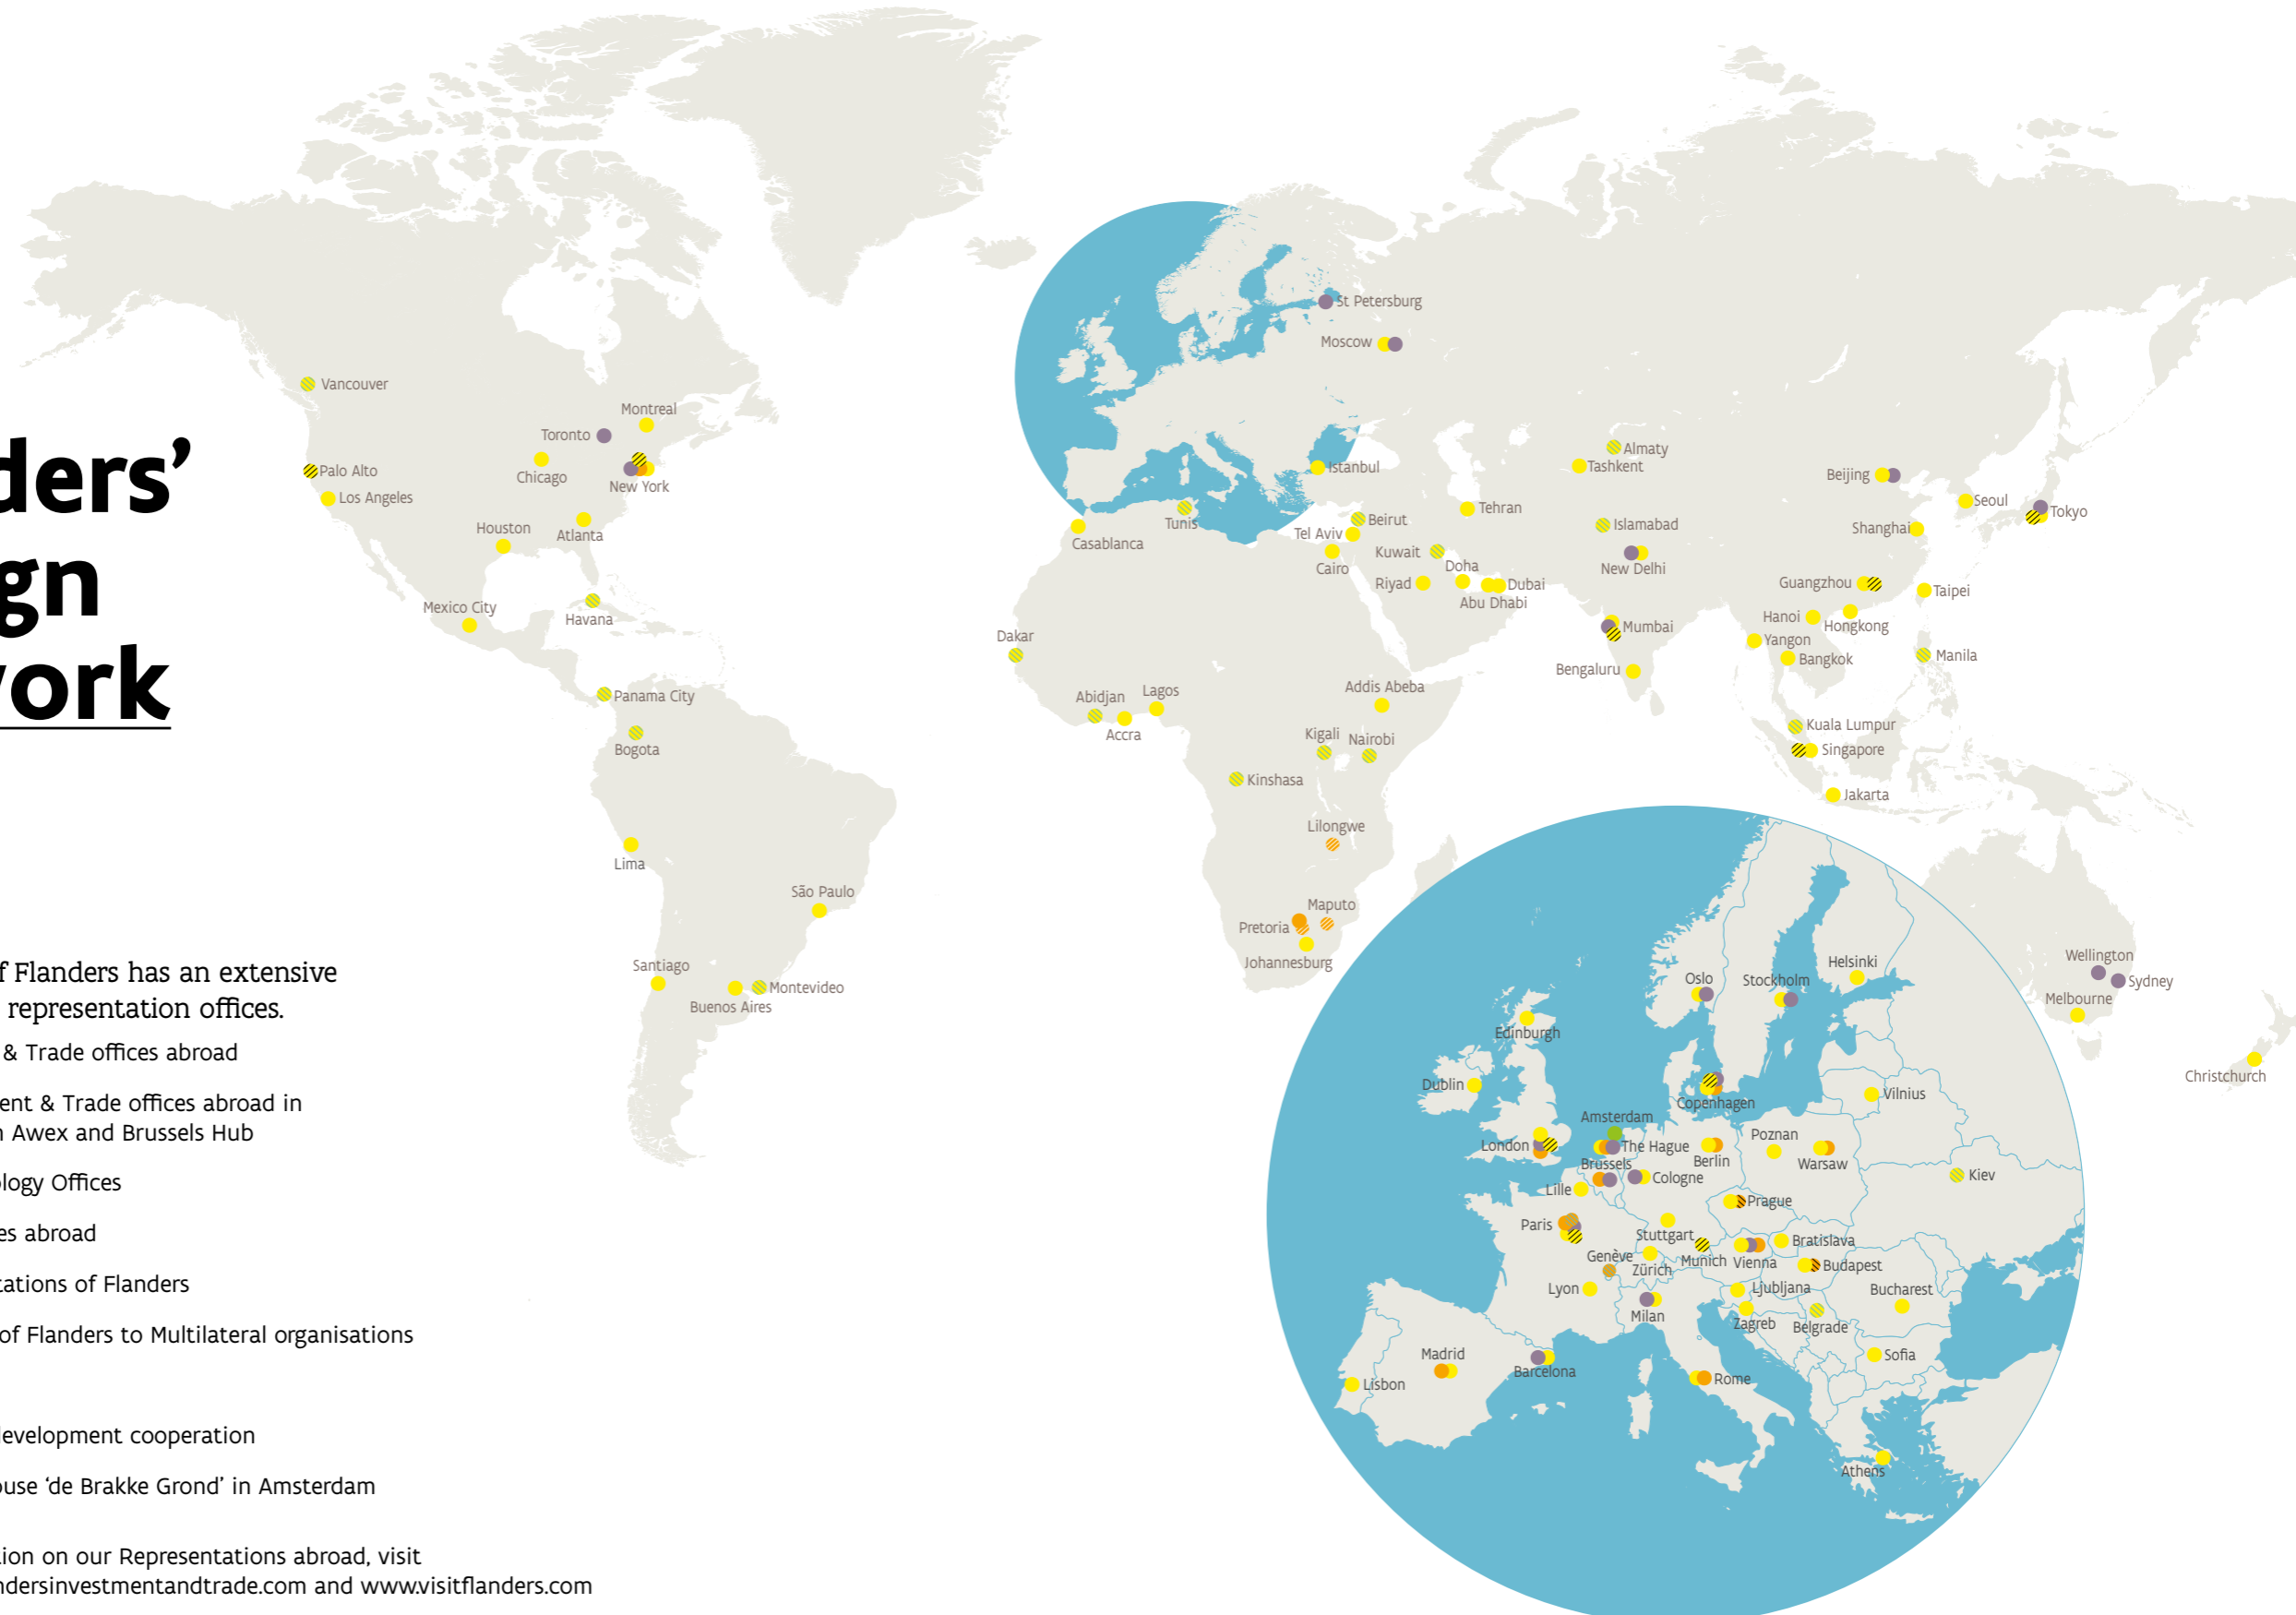 ders’
gn
work
f Flanders has an extensive
representation offices.
& Trade offices abroad
ent & Trade offices abroad in
n Awex and Brussels Hub
logy Offices
es abroad
tations of Flanders
of Flanders to Multilateral organisations
development cooperation
ouse ‘de Brakke Grond’ in Amsterdam
tion on our Representations abroad, visit
ndersinvestmentandtrade.com and www.visitflanders.com
Vancouver
Montreal
Toronto
Palo Alto
Chicago
New York
Los Angeles
Houston
Atlanta
Mexico City
Havana
Panama City
Bogota
Lima
São Paulo
Santiago
Buenos Aires
Montevideo
St Petersburg
Moscow
Istanbul
Tunis
Casablanca
Beirut
Tel Aviv
Cairo
Kuwait
Tehran
Riyad
Doha
Dubai
Abu Dhabi
Almaty
Tashkent
Islamabad
New Delhi
Mumbai
Bengaluru
Beijing
Seoul
Tokyo
Shanghai
Guangzhou
Taipei
Hanoi
Hongkong
Yangon
Bangkok
Manila
Kuala Lumpur
Singapore
Jakarta
Dakar
Abidjan
Lagos
Accra
Addis Abeba
Kigali
Nairobi
Kinshasa
Lilongwe
Maputo
Pretoria
Johannesburg
Wellington
Sydney
Melbourne
Christchurch
Oslo
Stockholm
Helsinki
Edinburgh
Dublin
Copenhagen
Vilnius
Amsterdam
London
The Hague
Berlin
Poznan
Warsaw
Brussels
Cologne
Kiev
Lille
Prague
Paris
Stuttgart
Munich
Vienna
Bratislava
Genève
Zürich
Budapest
Lyon
Ljubljana
Bucharest
Milan
Zagreb
Belgrade
Madrid
Barcelona
Sofia
Lisbon
Rome
Athens